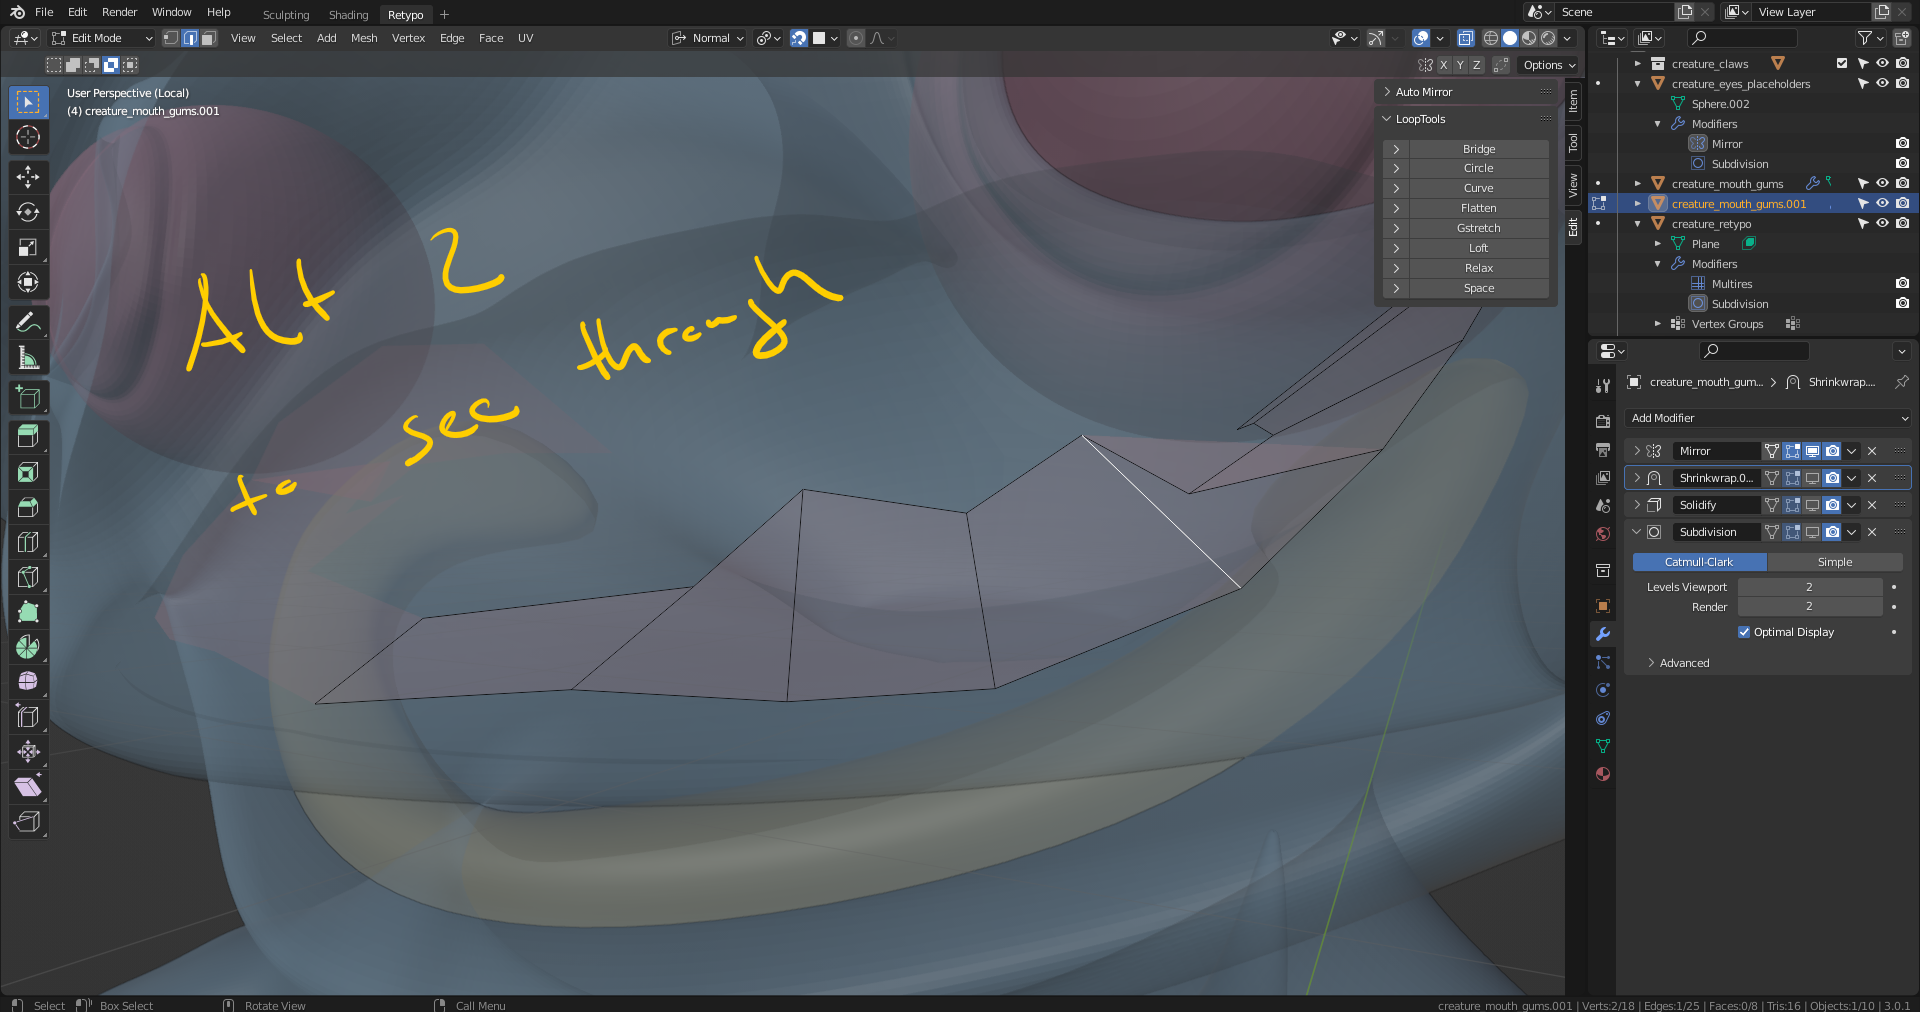 File Edit Render Window Help Sculpting Shading Retypo +
Scene View Layer
Edit Mode View Select Add Mesh Vertex Edge Face UV Normal
X Y Z Options
User Perspective (Local)
(4) creature_mouth_gums.001
Auto Mirror
LoopTools
Bridge
Circle
Curve
Flatten
Gstretch
Loft
Relax
Space
Item
Tool
View
Edit
Alt 2
to see through
creature_claws
creature_eyes_placeholders
Sphere.002
Modifiers
Mirror
Subdivision
creature_mouth_gums
creature_mouth_gums.001
creature_retypo
Plane
Modifiers
Multires
Subdivision
Vertex Groups
creature_mouth_gum... Shrinkwrap....
Add Modifier
Mirror
Shrinkwrap.0...
Solidify
Subdivision
Catmull-Clark Simple
Levels Viewport 2
Render 2
Optimal Display
Advanced
Select Box Select Rotate View Call Menu
creature_mouth_gums.001 | Verts:2/18 | Edges:1/25 | Faces:0/8 | Tris:16 | Objects:1/10 | 3.0.1